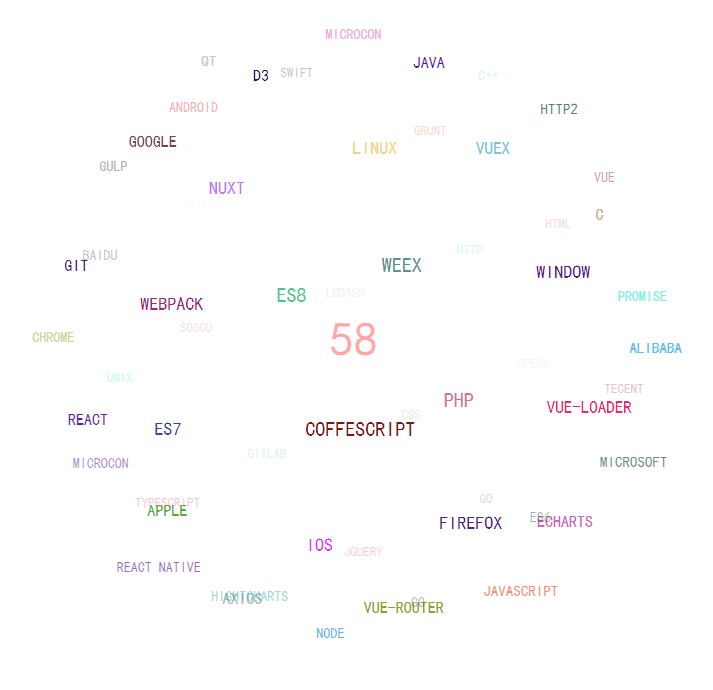 MICROCON
QT
JAVA
D3
SWIFT
C++
ANDROID
HTTP2
GRUNT
GOOGLE
LINUX
VUEX
GULP
VUE
NUXT
C
HTML
HTTP
BAIDU
GIT
WEEX
WINDOW
ES8
LODASH
PROMISE
WEBPACK
SOGOU
CHROME
58
ALIBABA
OPERA
UNIX
TECENT
PHP
VUE-LOADER
CSS
REACT
ES7
COFFESCRIPT
GITLAB
MICROCON
MICROSOFT
TYPESCRIPT
GO
APPLE
ES6
FIREFOX
ECHARTS
IOS
JQUERY
REACT NATIVE
JAVASCRIPT
HIGHTCHARTS
AXIOS
GO
VUE-ROUTER
NODE